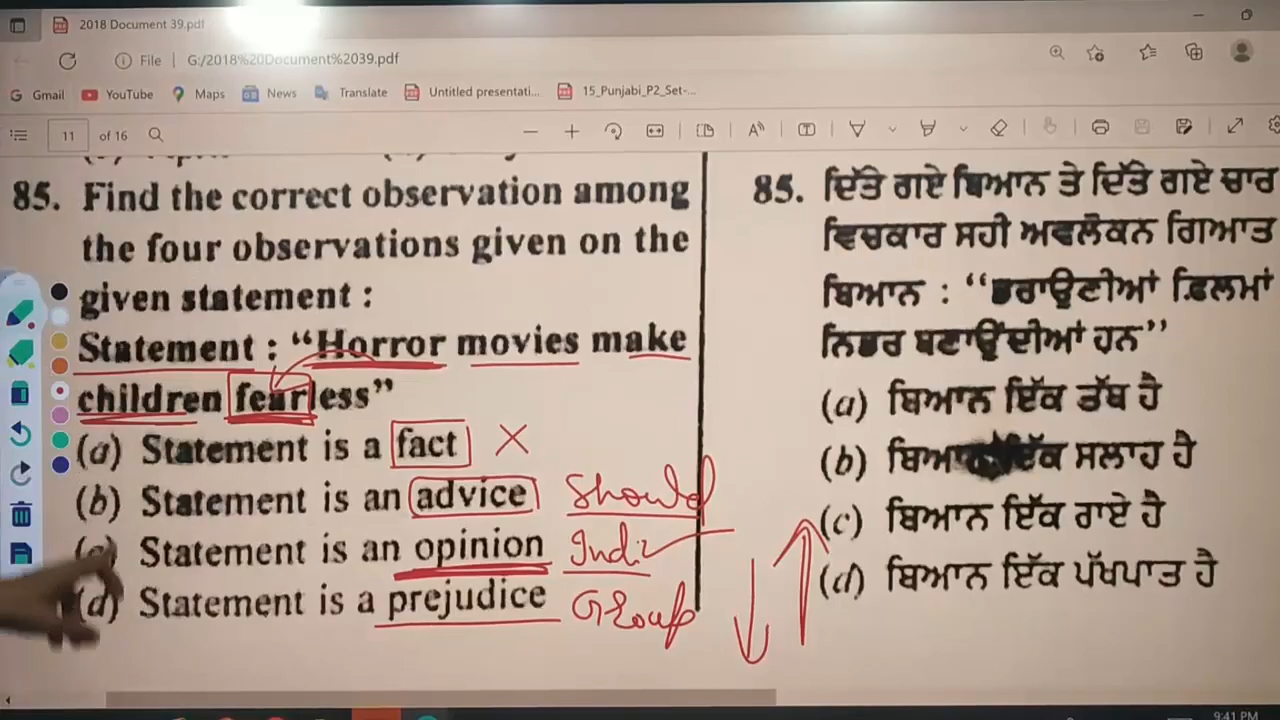 2018 Document 39.pdf
File G:/2018%20Document%2039.pdf
Gmail YouTube Maps News Translate Untitled presentati... 15_Punjabi_P2_Set-...
11 of 16
85. Find the correct observation among
the four observations given on the
given statement :
Statement : “Horror movies make
children fearless”
(a) Statement is a fact ×
(b) Statement is an advice Should
(c) Statement is an opinion Indi
(d) Statement is a prejudice Group
85. ਦਿੱਤੇ ਗਏ ਬਿਆਨ ਤੇ ਦਿੱਤੇ ਗਏ ਚਾਰ
ਵਿਚਕਾਰ ਸਹੀ ਅਵਲੋਕਨ ਗਿਆਤ
ਬਿਆਨ : “ਡਰਾਉਣੀਆਂ ਫ਼ਿਲਮਾਂ
ਨਿਡਰ ਬਣਾਉਂਦੀਆਂ ਹਨ”
(a) ਬਿਆਨ ਇੱਕ ਤੱਥ ਹੈ
(b) ਇੱਕ ਸਲਾਹ ਹੈ
(c) ਬਿਆਨ ਇੱਕ ਰਾਏ ਹੈ
(d) ਬਿਆਨ ਇੱਕ ਪੱਖਪਾਤ ਹੈ
9:41 PM